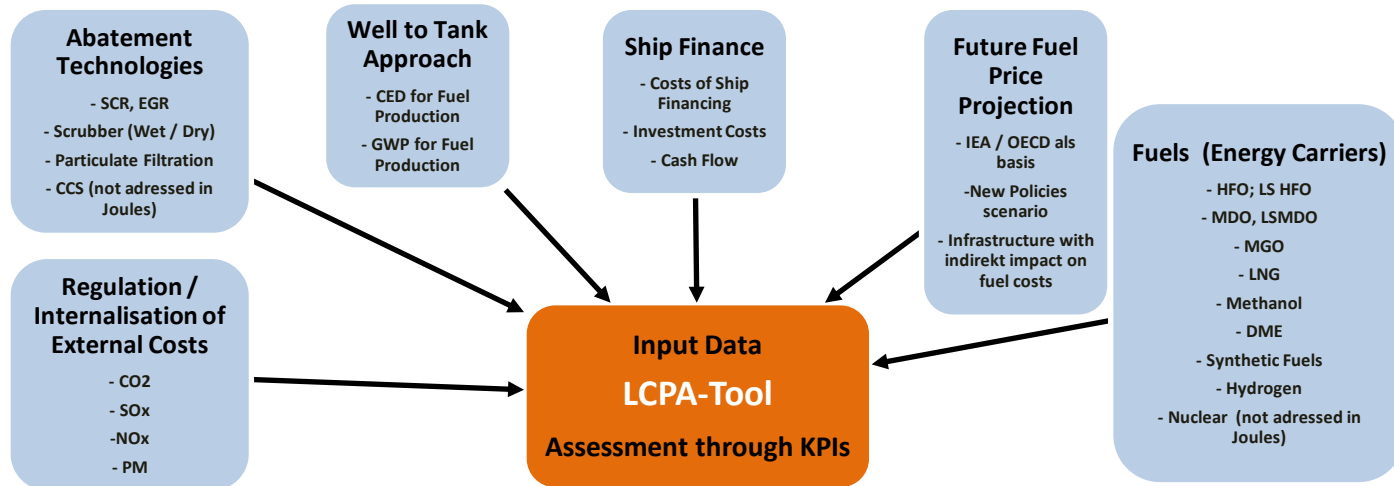 Abatement
Technologies
- SCR, EGR
- Scrubber (Wet / Dry)
- Particulate Filtration
- CCS (not adressed in
Joules)
Well to Tank
Approach
- CED for Fuel
Production
- GWP for Fuel
Production
Ship Finance
- Costs of Ship
Financing
- Investment Costs
- Cash Flow
Future Fuel
Price
Projection
- IEA / OECD als
basis
-New Policies
scenario
- Infrastructure with
indirekt impact on
fuel costs
Fuels (Energy Carriers)
- HFO; LS HFO
- MDO, LSMDO
- MGO
- LNG
- Methanol
- DME
- Synthetic Fuels
- Hydrogen
- Nuclear (not adressed in
Joules)
Regulation /
Internalisation of
External Costs
- CO2
- SOx
-NOx
- PM
Input Data
LCPA-Tool
Assessment through KPIs